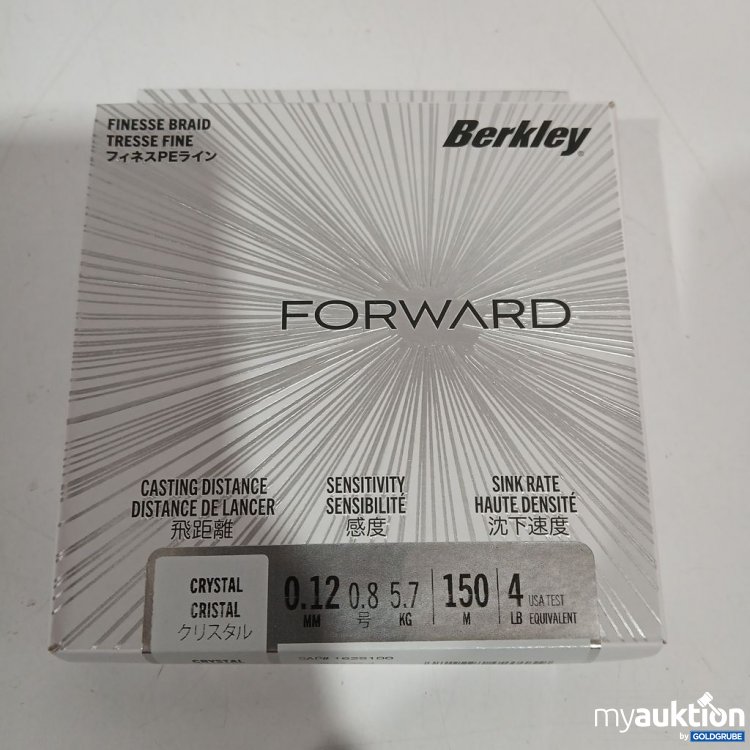 FINESSE BRAID
TRESSE FINE
フィネスPEライン
Berkley
FORWARD
CASTING DISTANCE
DISTANCE DE LANCER
飛距離
SENSITIVITY
SENSIBILITÉ
感度
SINK RATE
HAUTE DENSITÉ
沈下速度
CRYSTAL
CRISTAL
クリスタル
0.12
MM
0.8
号
5.7
KG
150
M
4
LB
USA TEST
EQUIVALENT
CRYSTAL
myauktion
by GOLDGRUBE